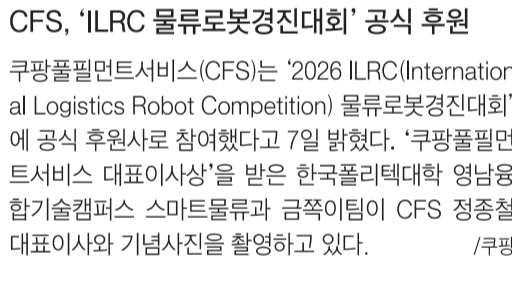 CFS, ‘ILRC 물류로봇경진대회’ 공식 후원
쿠팡풀필먼트서비스(CFS)는 ‘2026 ILRC(Internation
al Logistics Robot Competition) 물류로봇경진대회’
에 공식 후원사로 참여했다고 7일 밝혔다. ‘쿠팡풀필먼
트서비스 대표이사상’을 받은 한국폴리텍대학 영남융
합기술캠퍼스 스마트물류과 금쪽이팀이 CFS 정종철
대표이사와 기념사진을 촬영하고 있다. /쿠팡